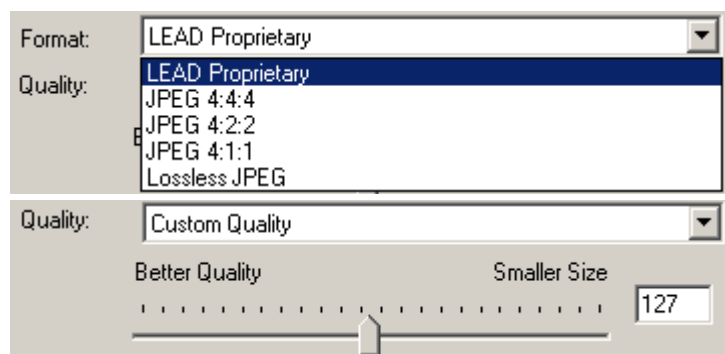 Format:
LEAD Proprietary
LEAD Proprietary
Quality:
JPEG 4:4:4
JPEG 4:2:2
JPEG 4:1:1
Lossless JPEG
Quality:
Custom Quality
Better Quality
Smaller Size
127